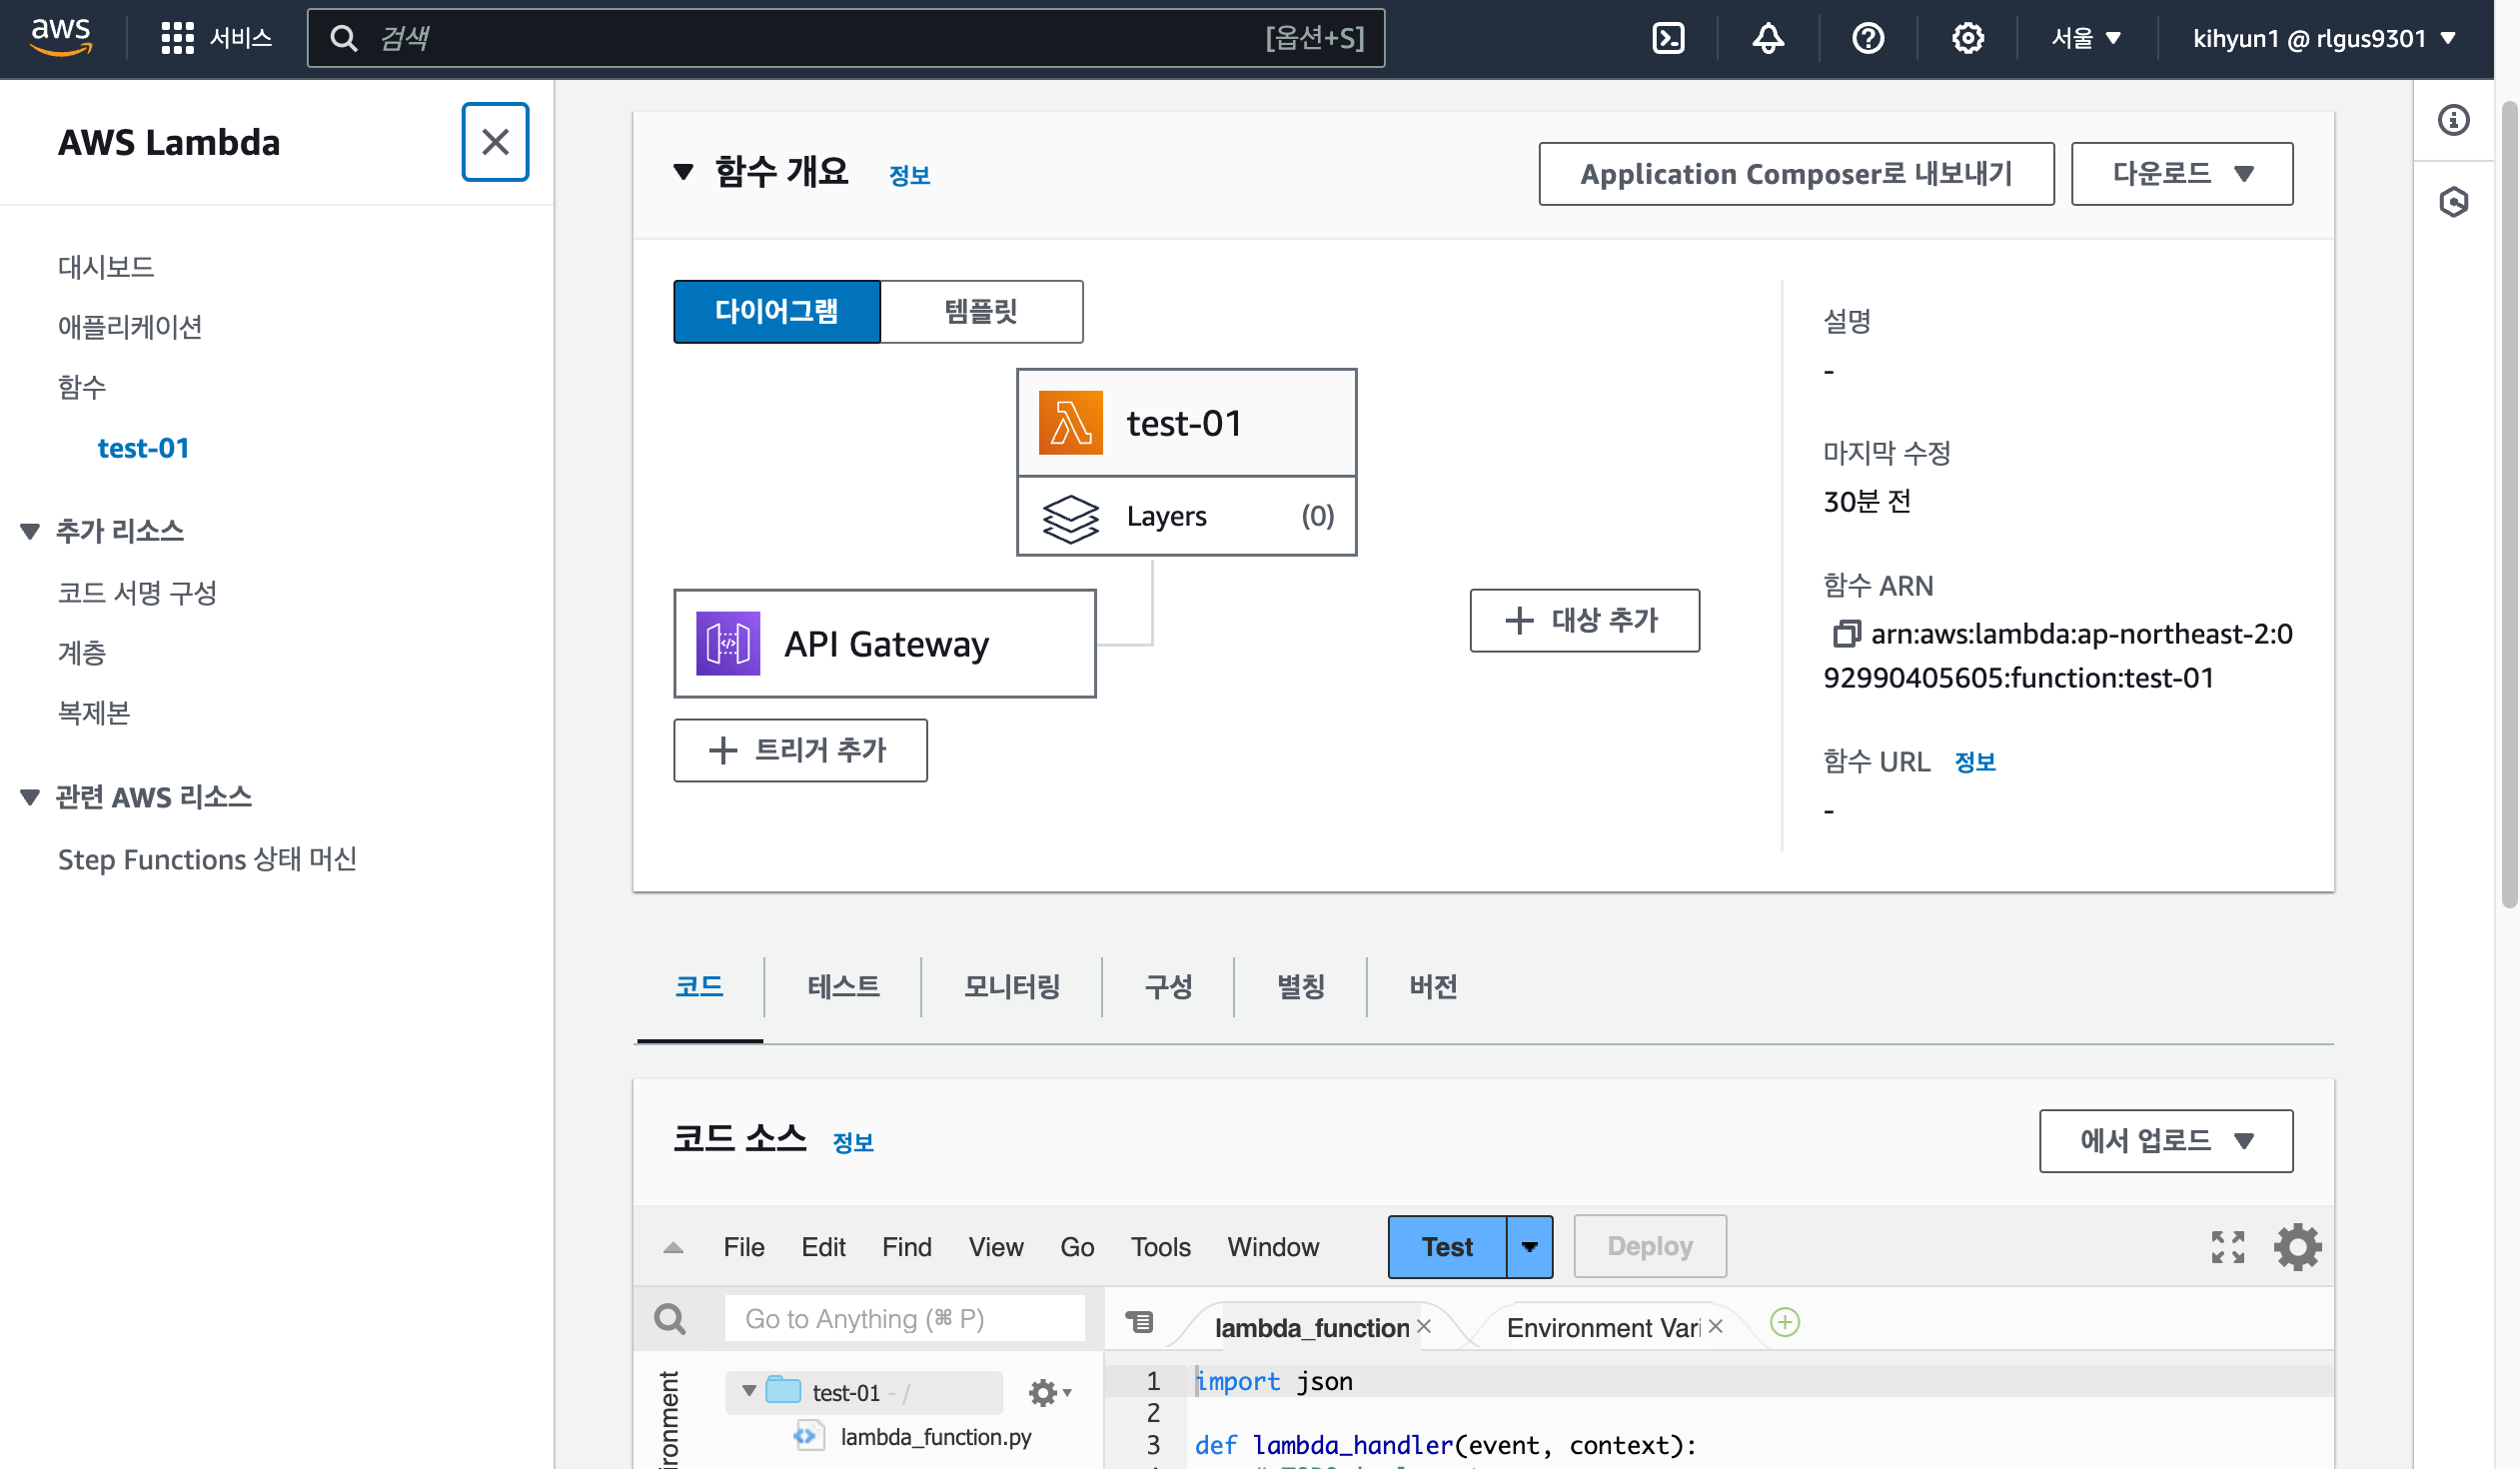 aws
서비스
검색
[옵션+S]
서울
kihyun1 @ rlgus9301
AWS Lambda
대시보드
애플리케이션
함수
test-01
추가 리소스
코드 서명 구성
계층
복제본
관련 AWS 리소스
Step Functions 상태 머신
함수 개요 정보
Application Composer로 내보내기
다운로드
다이어그램
템플릿
test-01
Layers (0)
API Gateway
대상 추가
트리거 추가
설명
-
마지막 수정
30분 전
함수 ARN
arn:aws:lambda:ap-northeast-2:0
92990405605:function:test-01
함수 URL 정보
-
코드
테스트
모니터링
구성
별칭
버전
코드 소스 정보
에서 업로드
File Edit Find View Go Tools Window
Test
Deploy
Go to Anything (⌘ P)
lambda_function
Environment Vari
test-01 - /
lambda_function.py
1 import json
2
3 def lambda_handler(event, context):